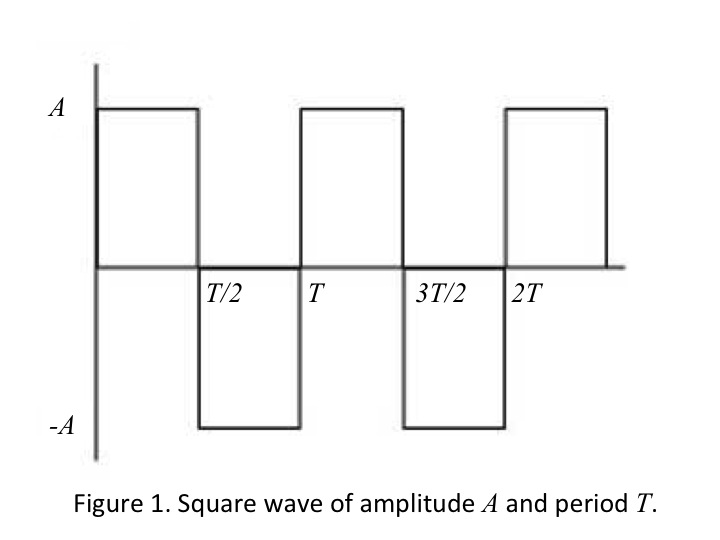 A
T/2 T 3T/2 2T
-A
Figure 1. Square wave of amplitude A and period T.